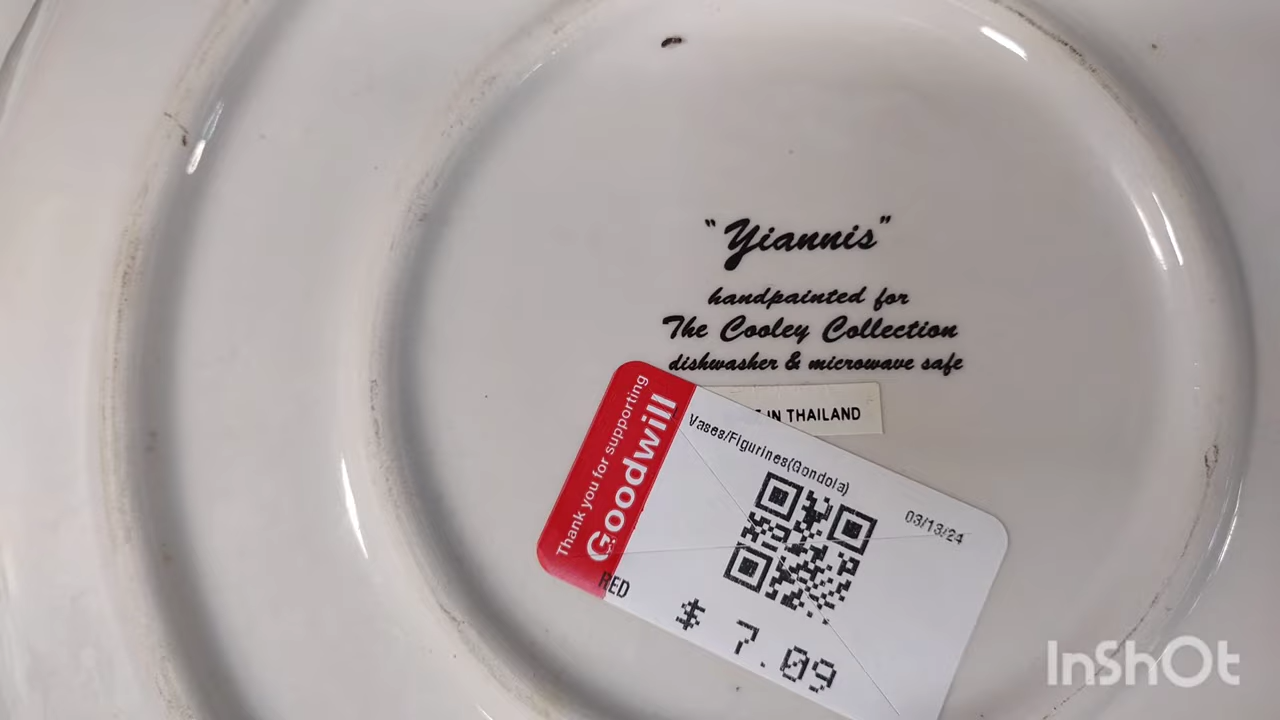 "Yiannis"
handpainted for
The Cooley Collection
dishwasher & microwave safe
IN THAILAND
Thank you for supporting
Goodwill
RED
Vases/Figurines(Gondola)
03/13/24
$ 7.09
InShOt